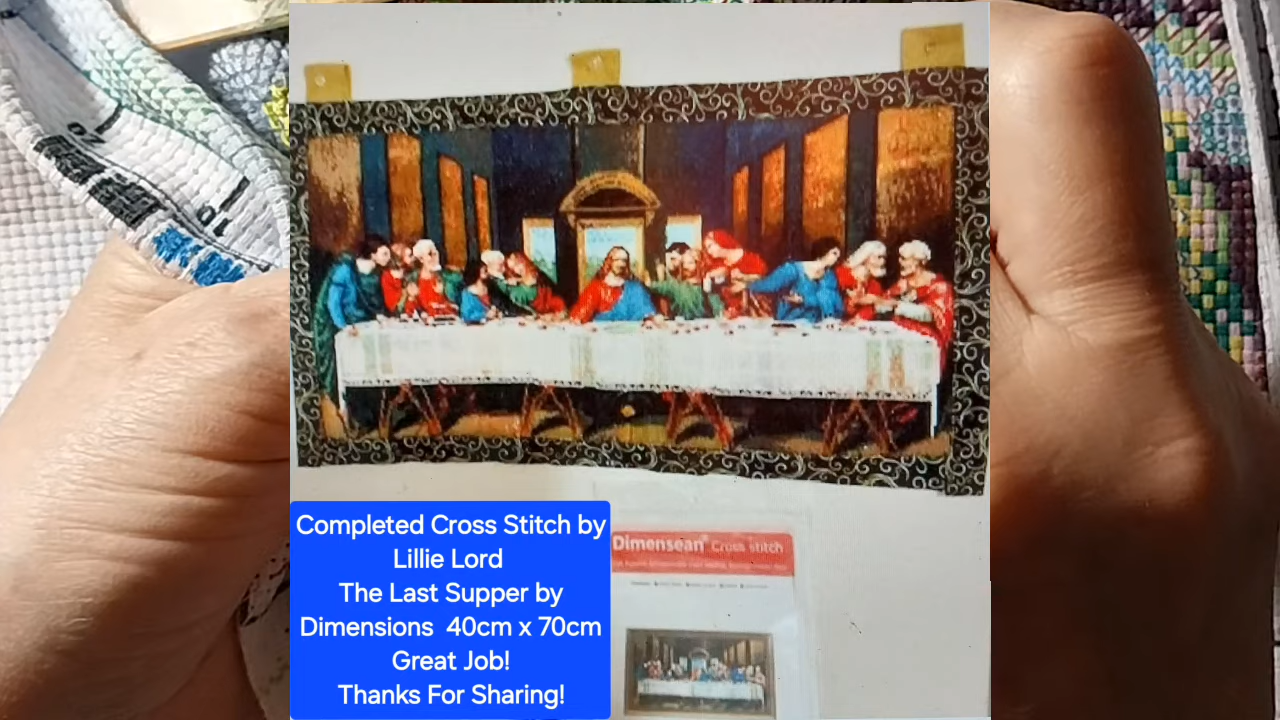 Completed Cross Stitch by
Lillie Lord
The Last Supper by
Dimensions 40cm x 70cm
Great Job!
Thanks For Sharing!
Dimensean® Cross stitch